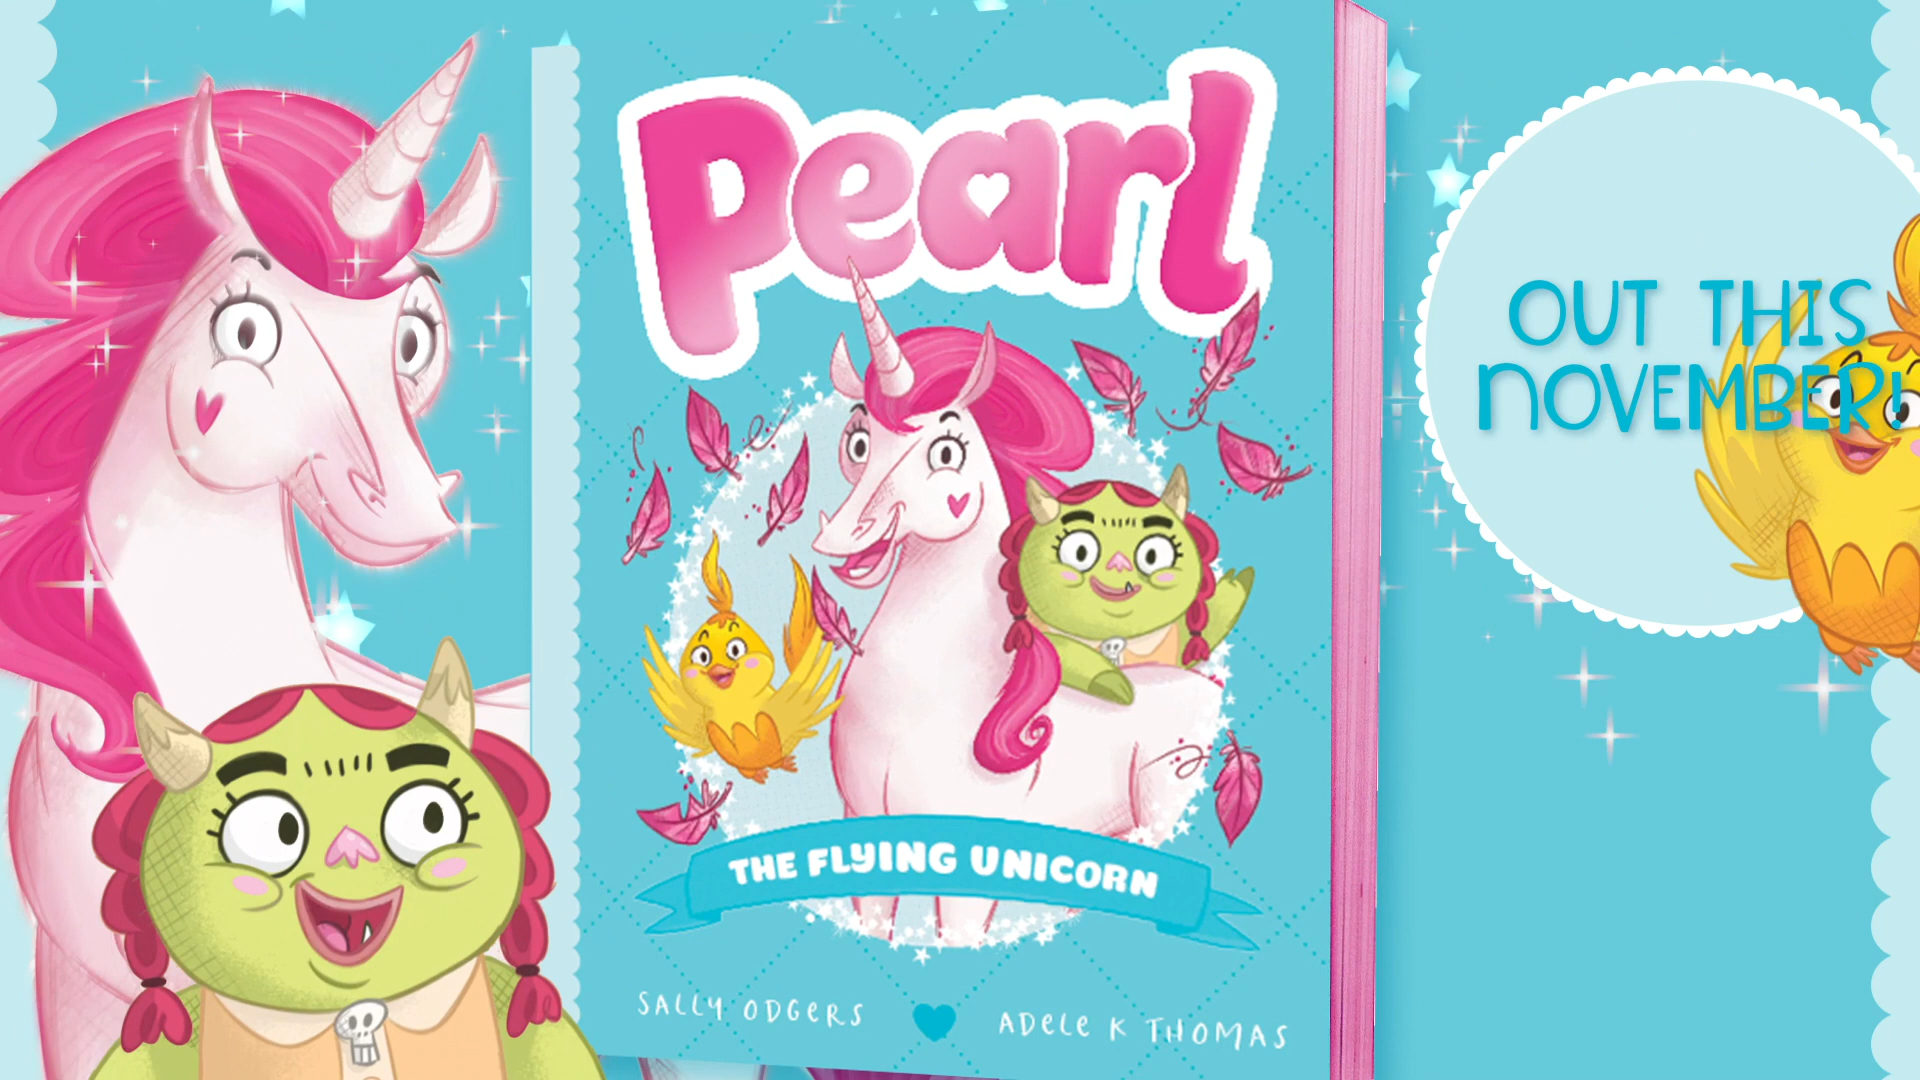 Pearl
THE FLYING UNICORN
SALLY ODGERS
ADELE K THOMAS
OUT THIS
NOVEMBER!